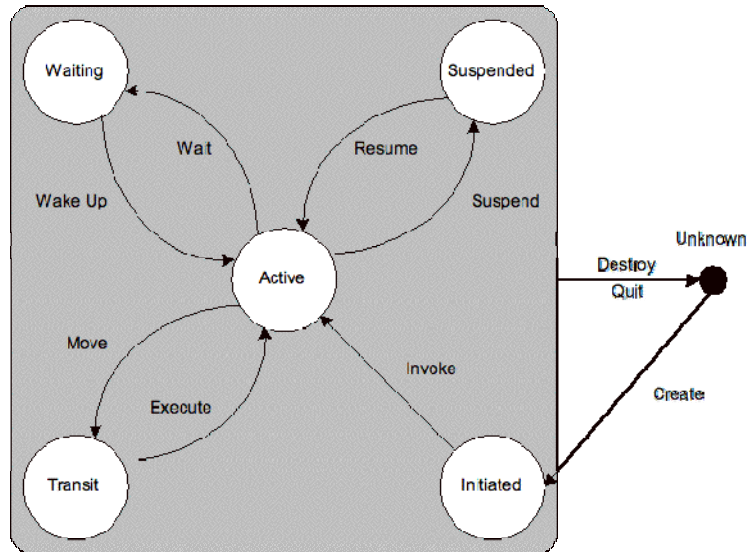 Waiting
Suspended
Wait
Resume
Wake Up
Suspend
Unknown
Active
Destroy
Quit
Move
Invoke
Execute
Create
Transit
Initiated